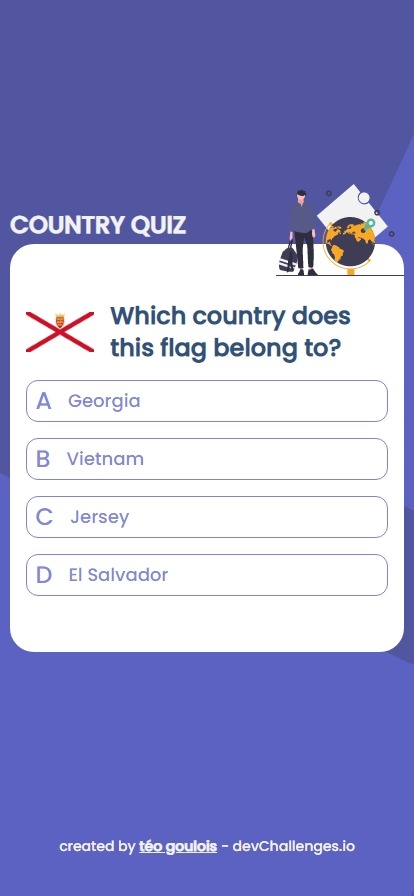 COUNTRY QUIZ
Which country does
this flag belong to?
A Georgia
B Vietnam
C Jersey
D El Salvador
created by téo goulois - devChallenges.io